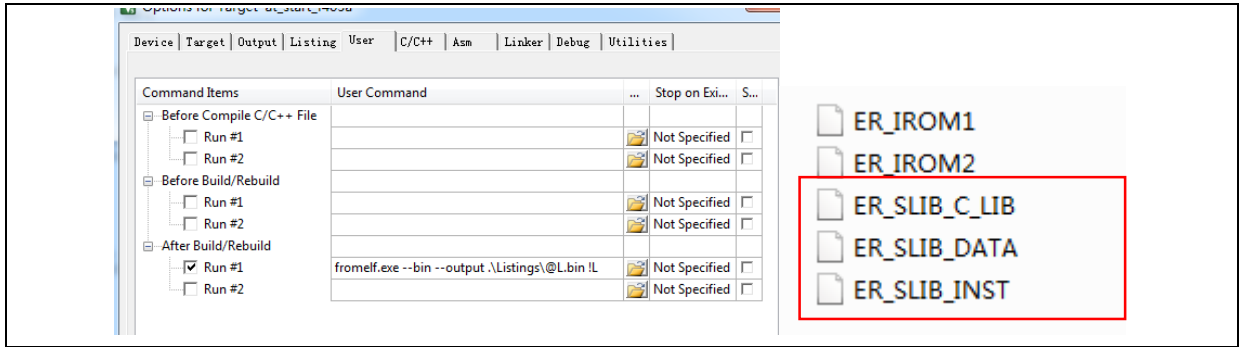 Options for Target 'at_start_f403a'
Device Target Output Listing User C/C++ Asm Linker Debug Utilities
Command Items User Command ... Stop on Exi... S...
Before Compile C/C++ File
Run #1 Not Specified
Run #2 Not Specified
Before Build/Rebuild
Run #1 Not Specified
Run #2 Not Specified
After Build/Rebuild
Run #1 fromelf.exe --bin --output .\Listings\@L.bin !L Not Specified
Run #2 Not Specified
ER_IROM1
ER_IROM2
ER_SLIB_C_LIB
ER_SLIB_DATA
ER_SLIB_INST